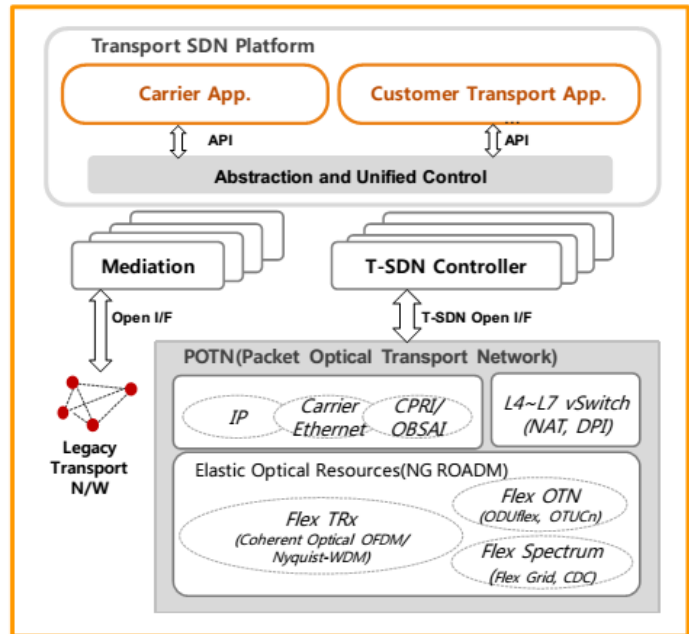 Transport SDN Platform
Carrier App.
Customer Transport App.
...
API
API
Abstraction and Unified Control
Mediation
T-SDN Controller
Open I/F
T-SDN Open I/F
Legacy
Transport
N/W
POTN(Packet Optical Transport Network)
IP
Carrier
Ethernet
CPRI/
OBSAI
L4~L7 vSwitch
(NAT, DPI)
Elastic Optical Resources(NG ROADM)
Flex TRx
(Coherent Optical OFDM/
Nyquist-WDM)
Flex OTN
(ODUflex, OTUCn)
Flex Spectrum
(Flex Grid, CDC)